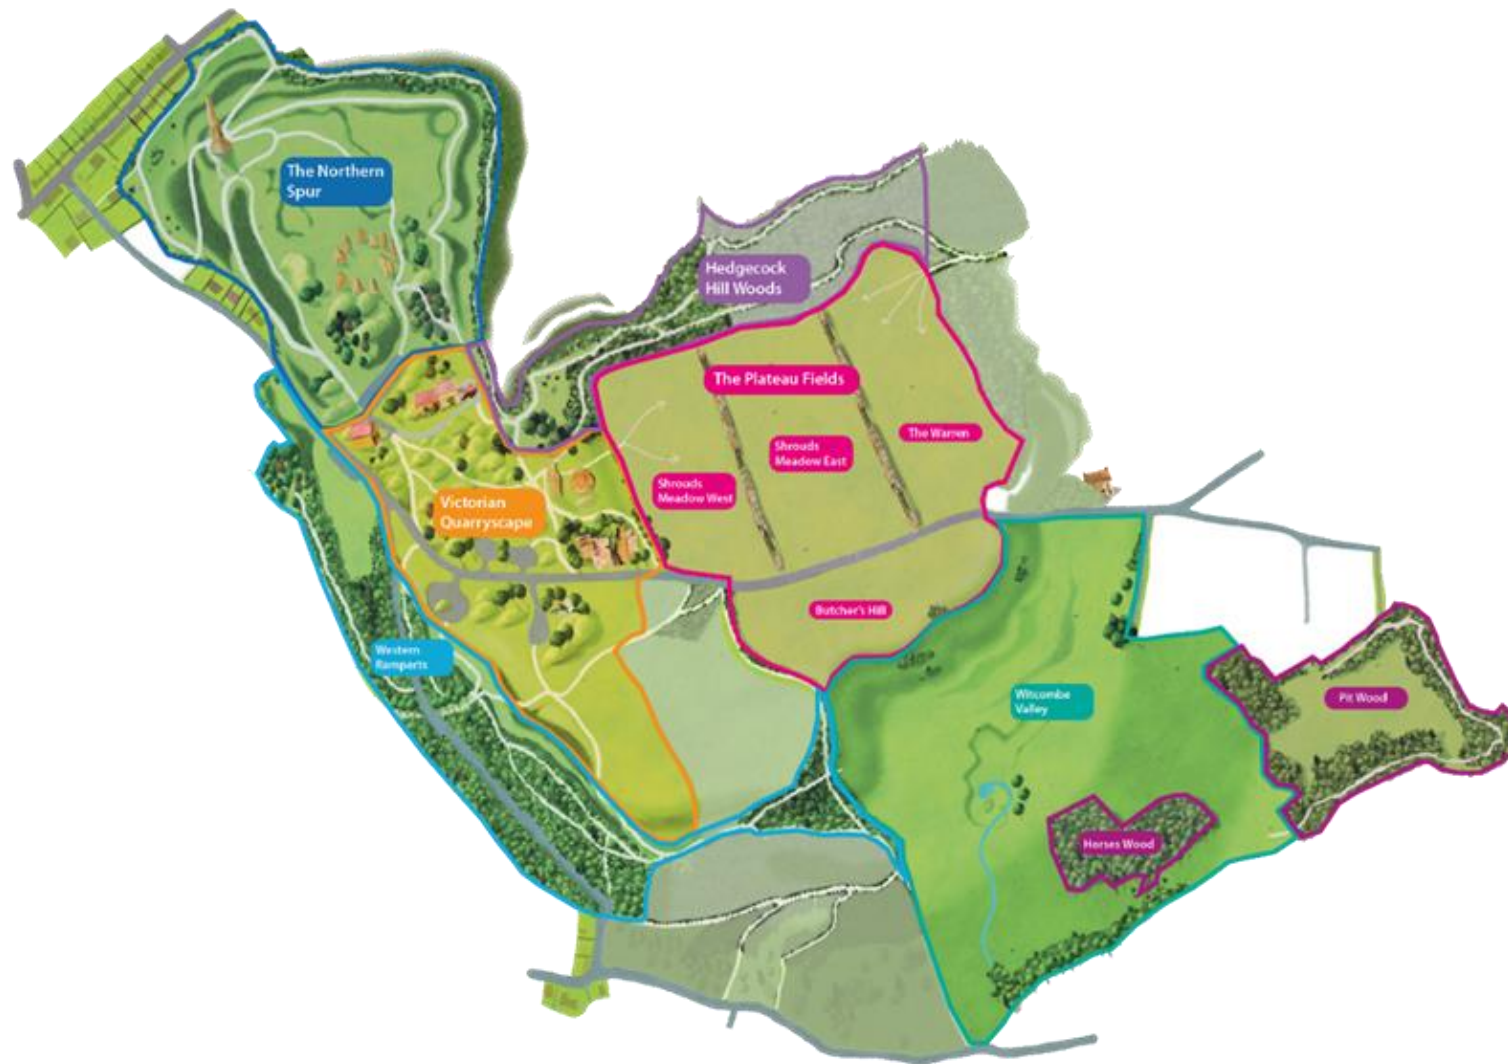 The Northern
Spur
Hedgecock
Hill Woods
The Plateau Fields
The Warren
Shrouds
Meadow East
Shrouds
Meadow West
Victorian
Quarryscape
Butcher's Hill
Western
Ramparts
Witcombe
Valley
Pit Wood
Horses Wood